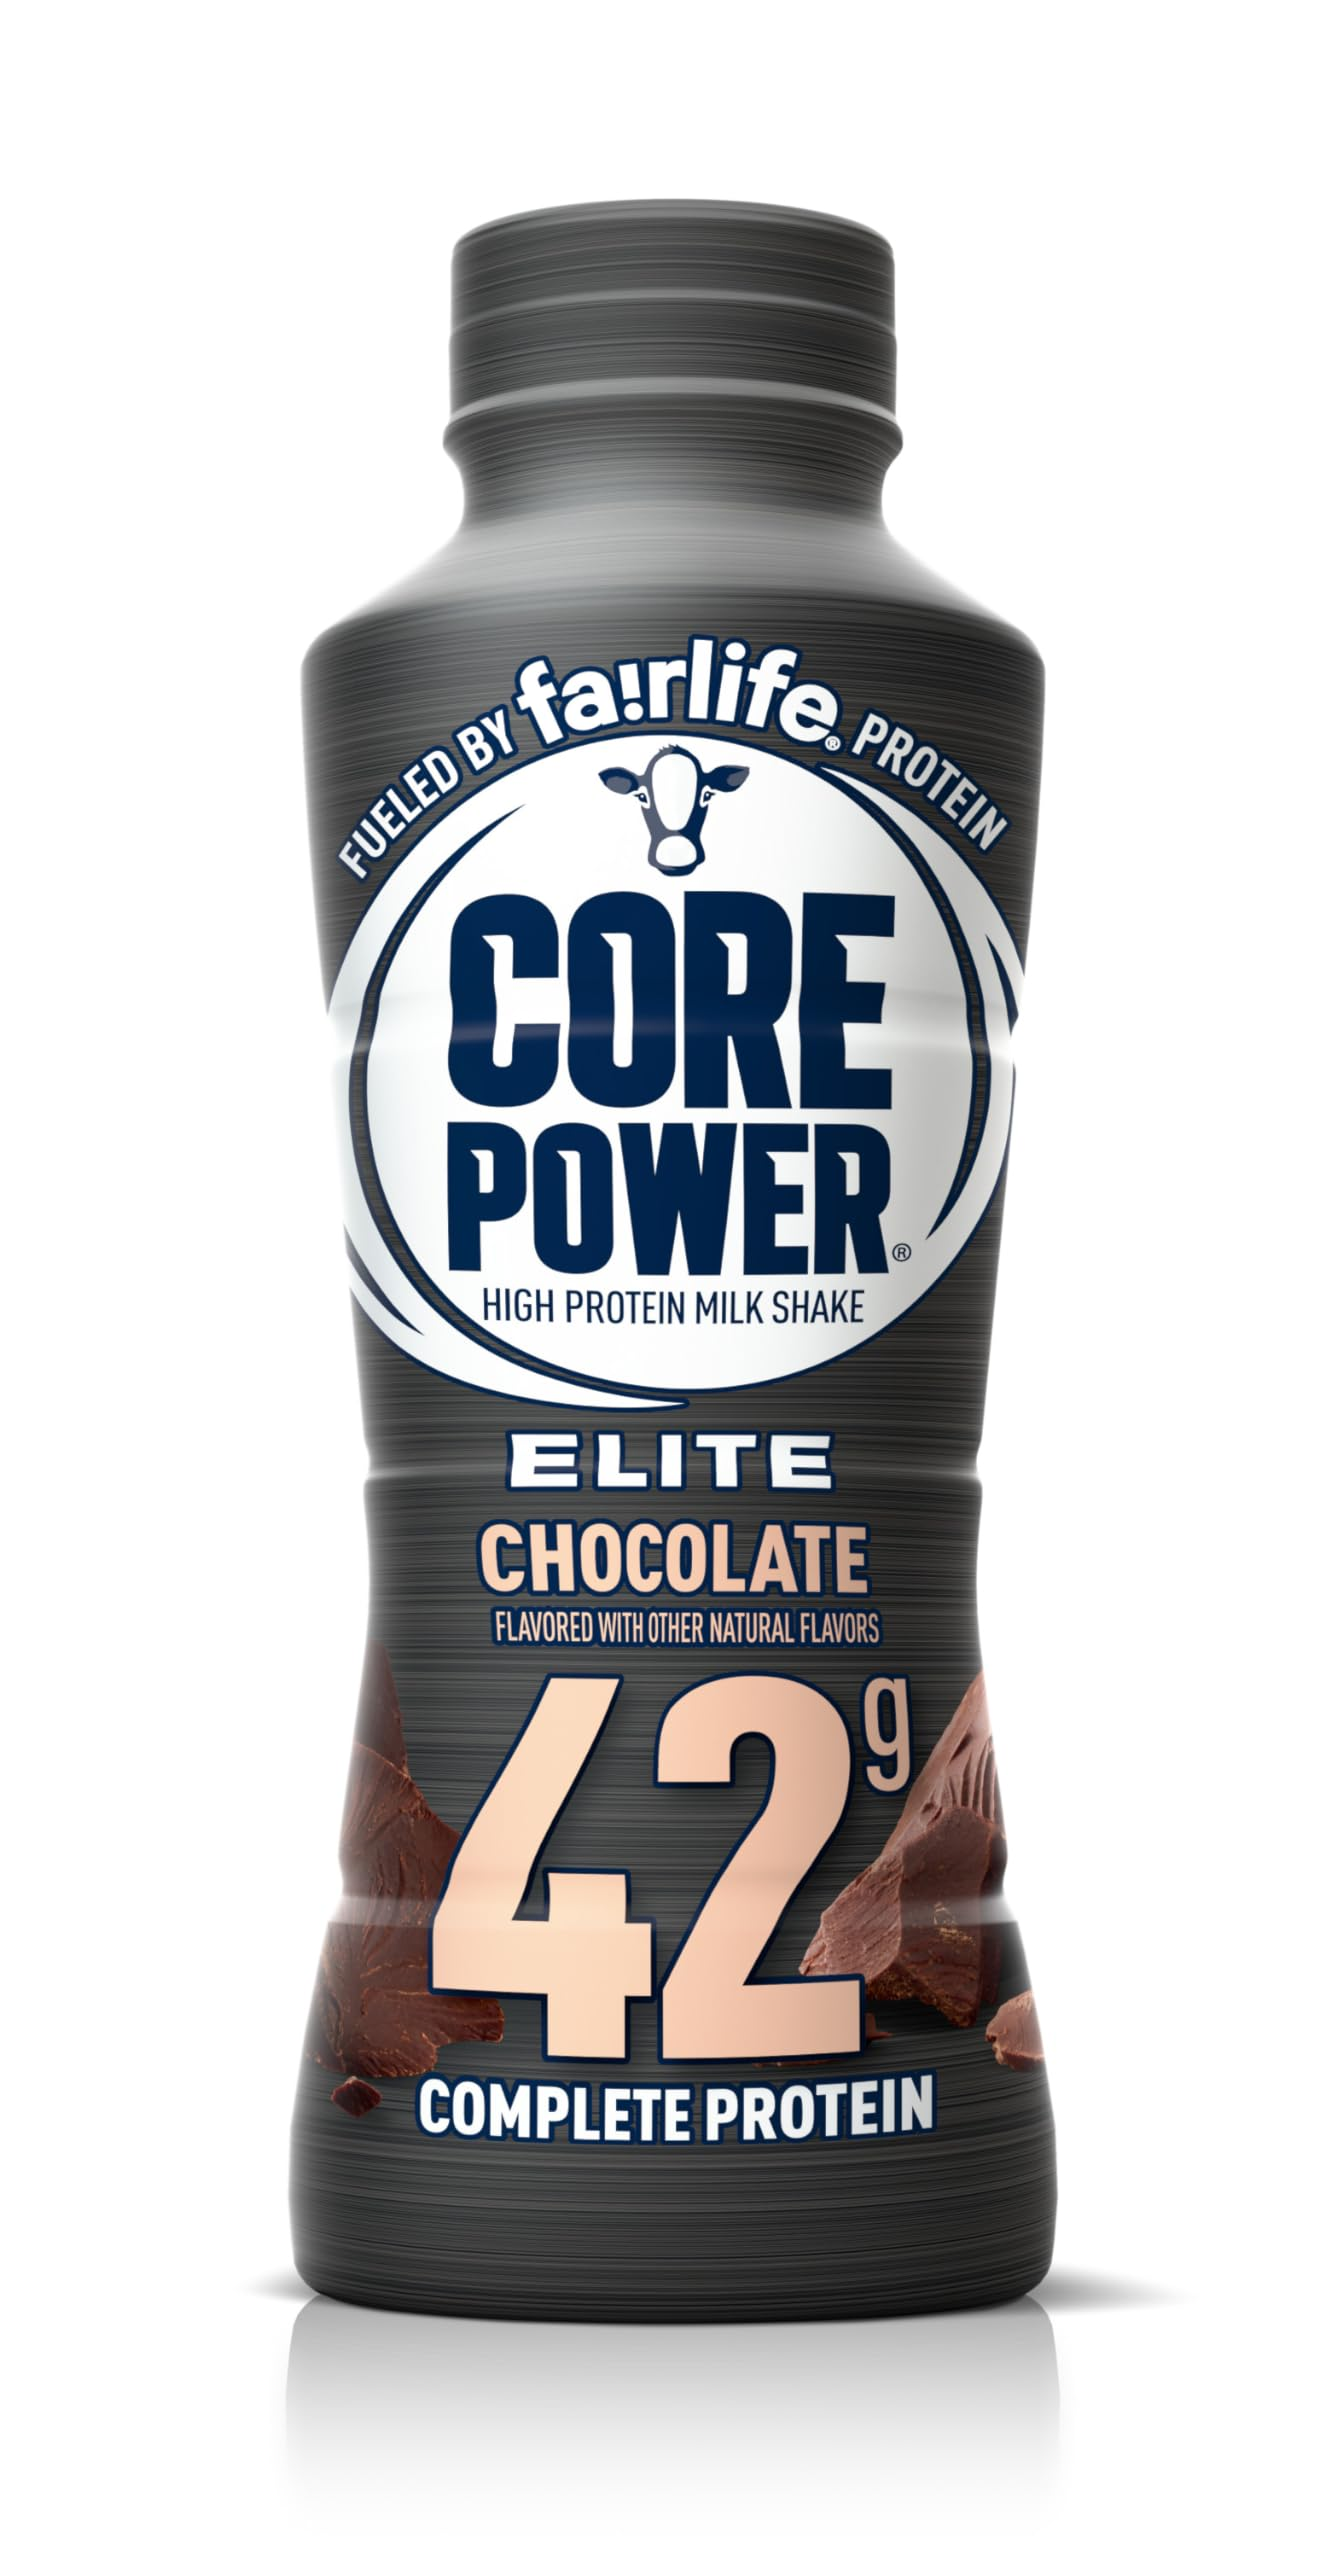 FUELED BY fa!rlife® PROTEIN
CORE
POWER®
HIGH PROTEIN MILK SHAKE
ELITE
CHOCOLATE
FLAVORED WITH OTHER NATURAL FLAVORS
42g
COMPLETE PROTEIN